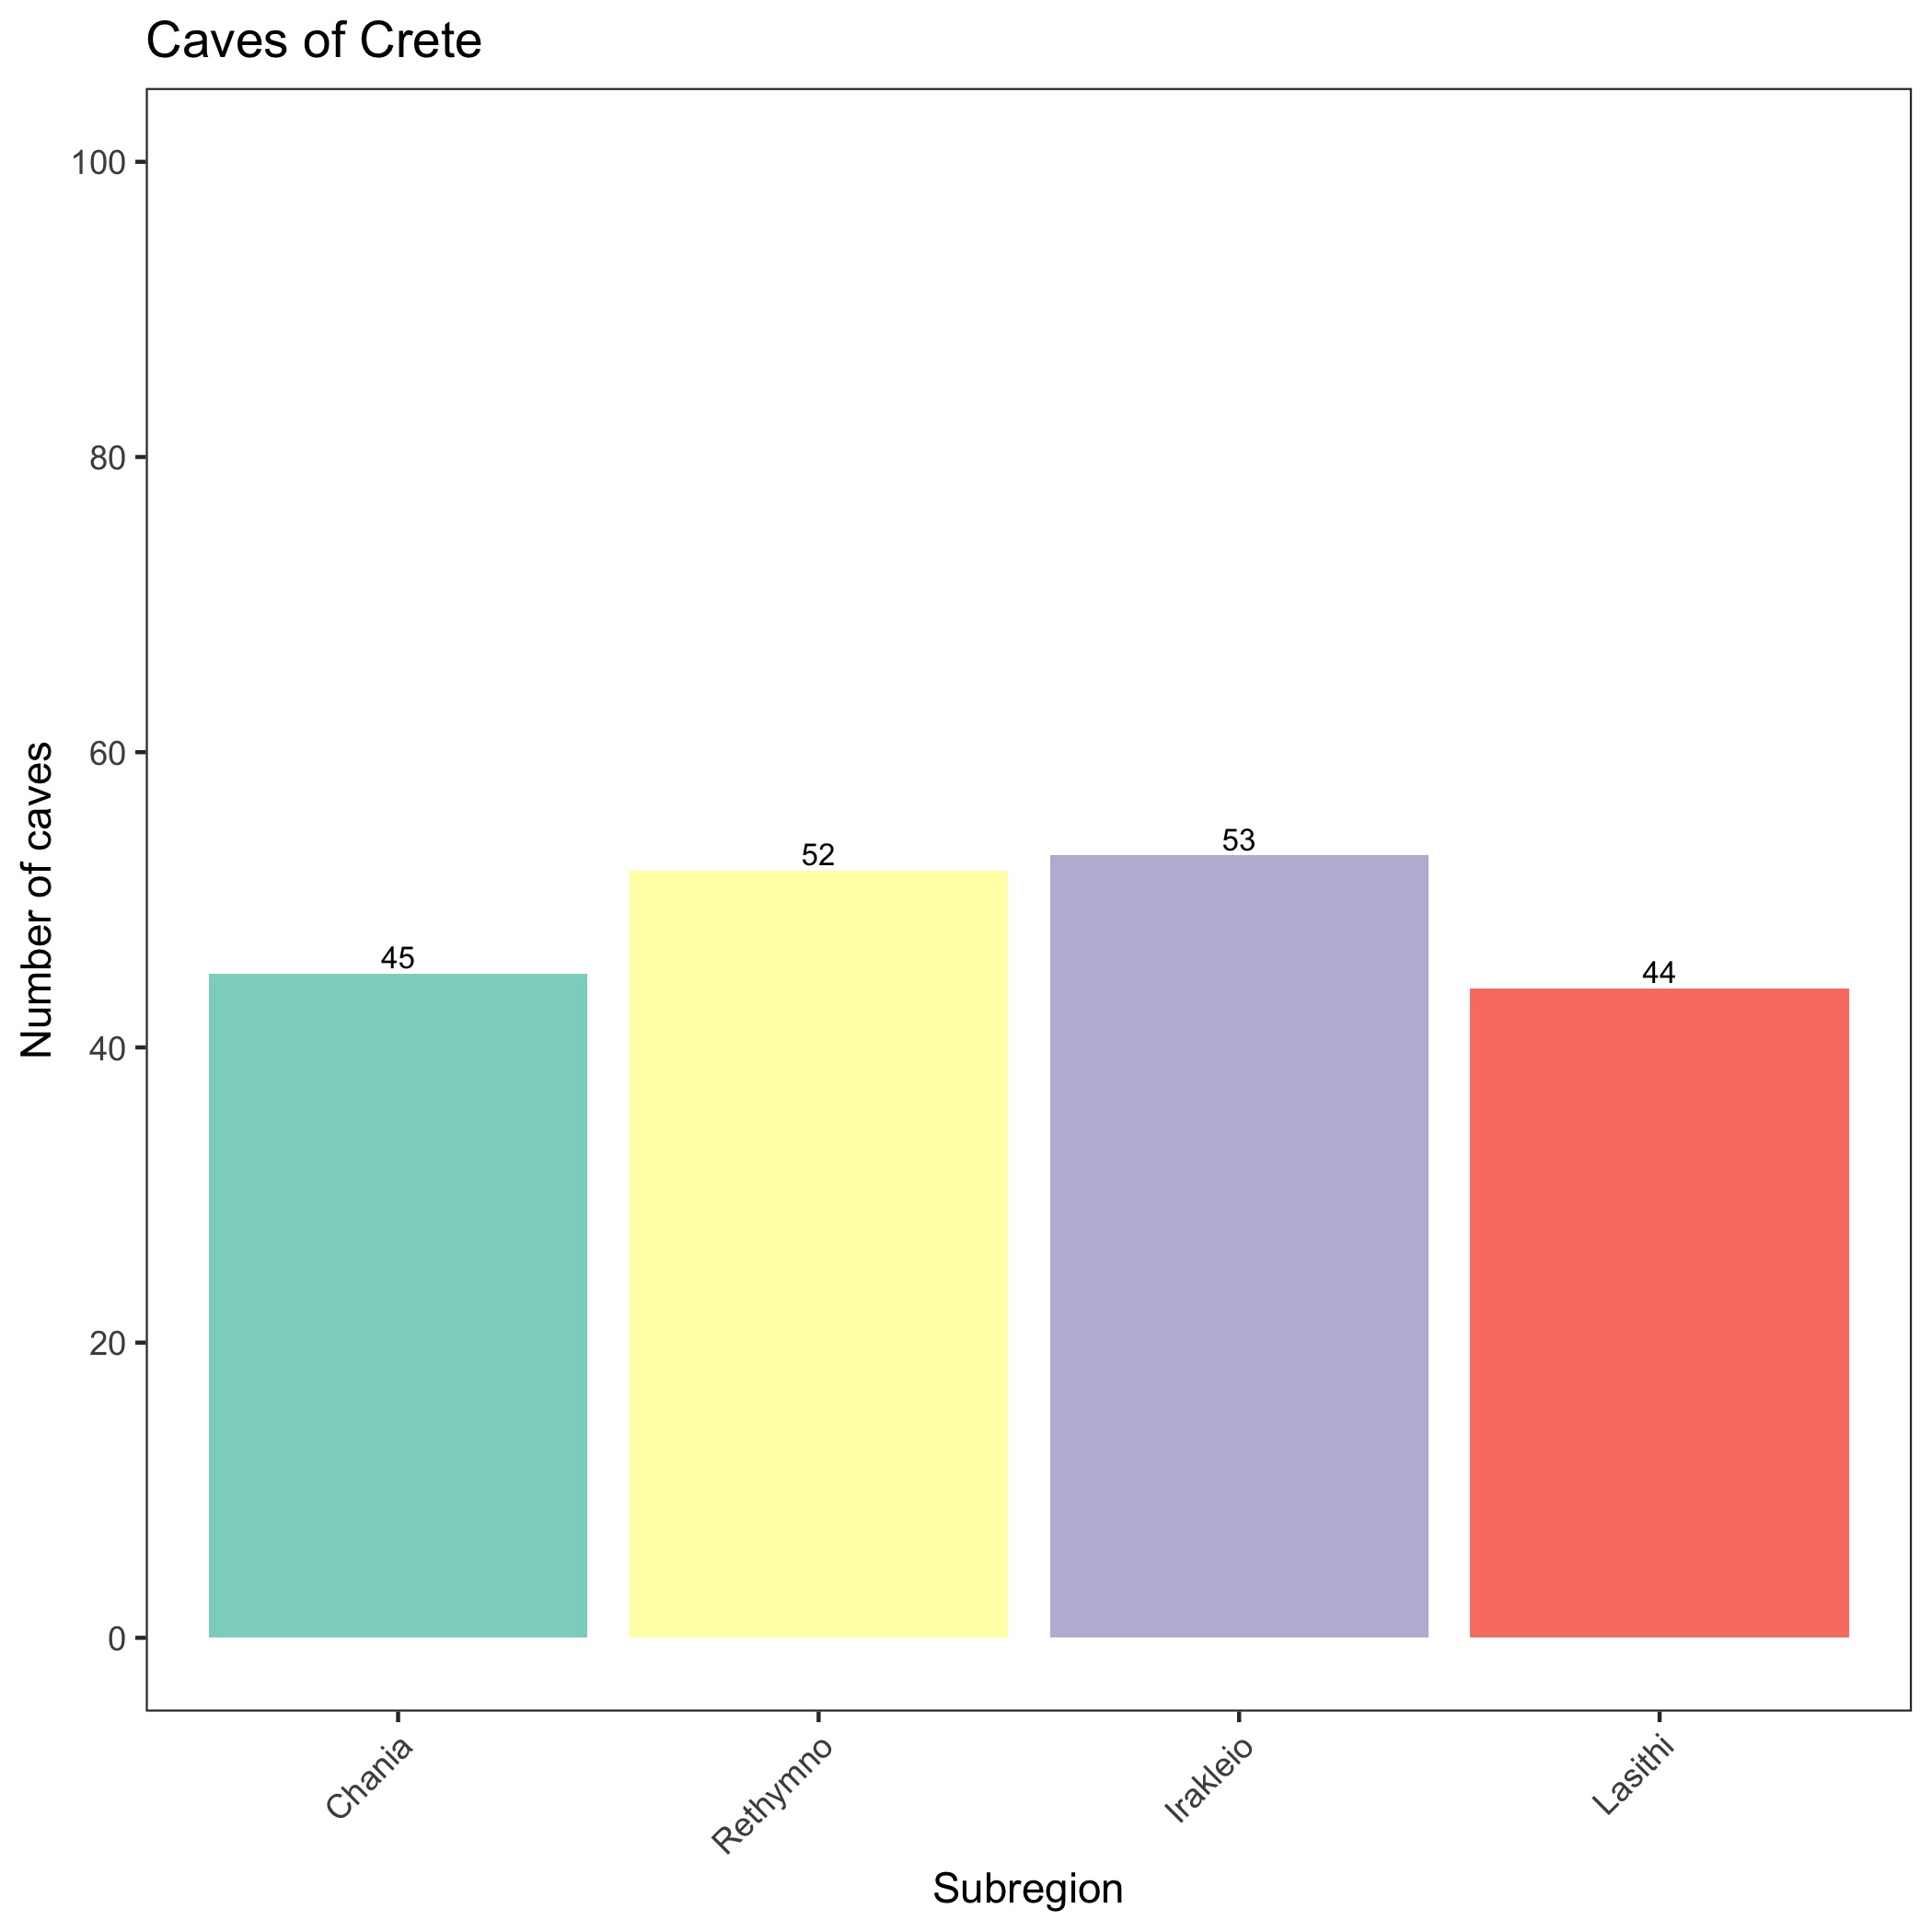 Caves of Crete
100
80
60
40
20
0
Number of caves
45
52
53
44
Chania
Rethymno
Irakleio
Lasithi
Subregion